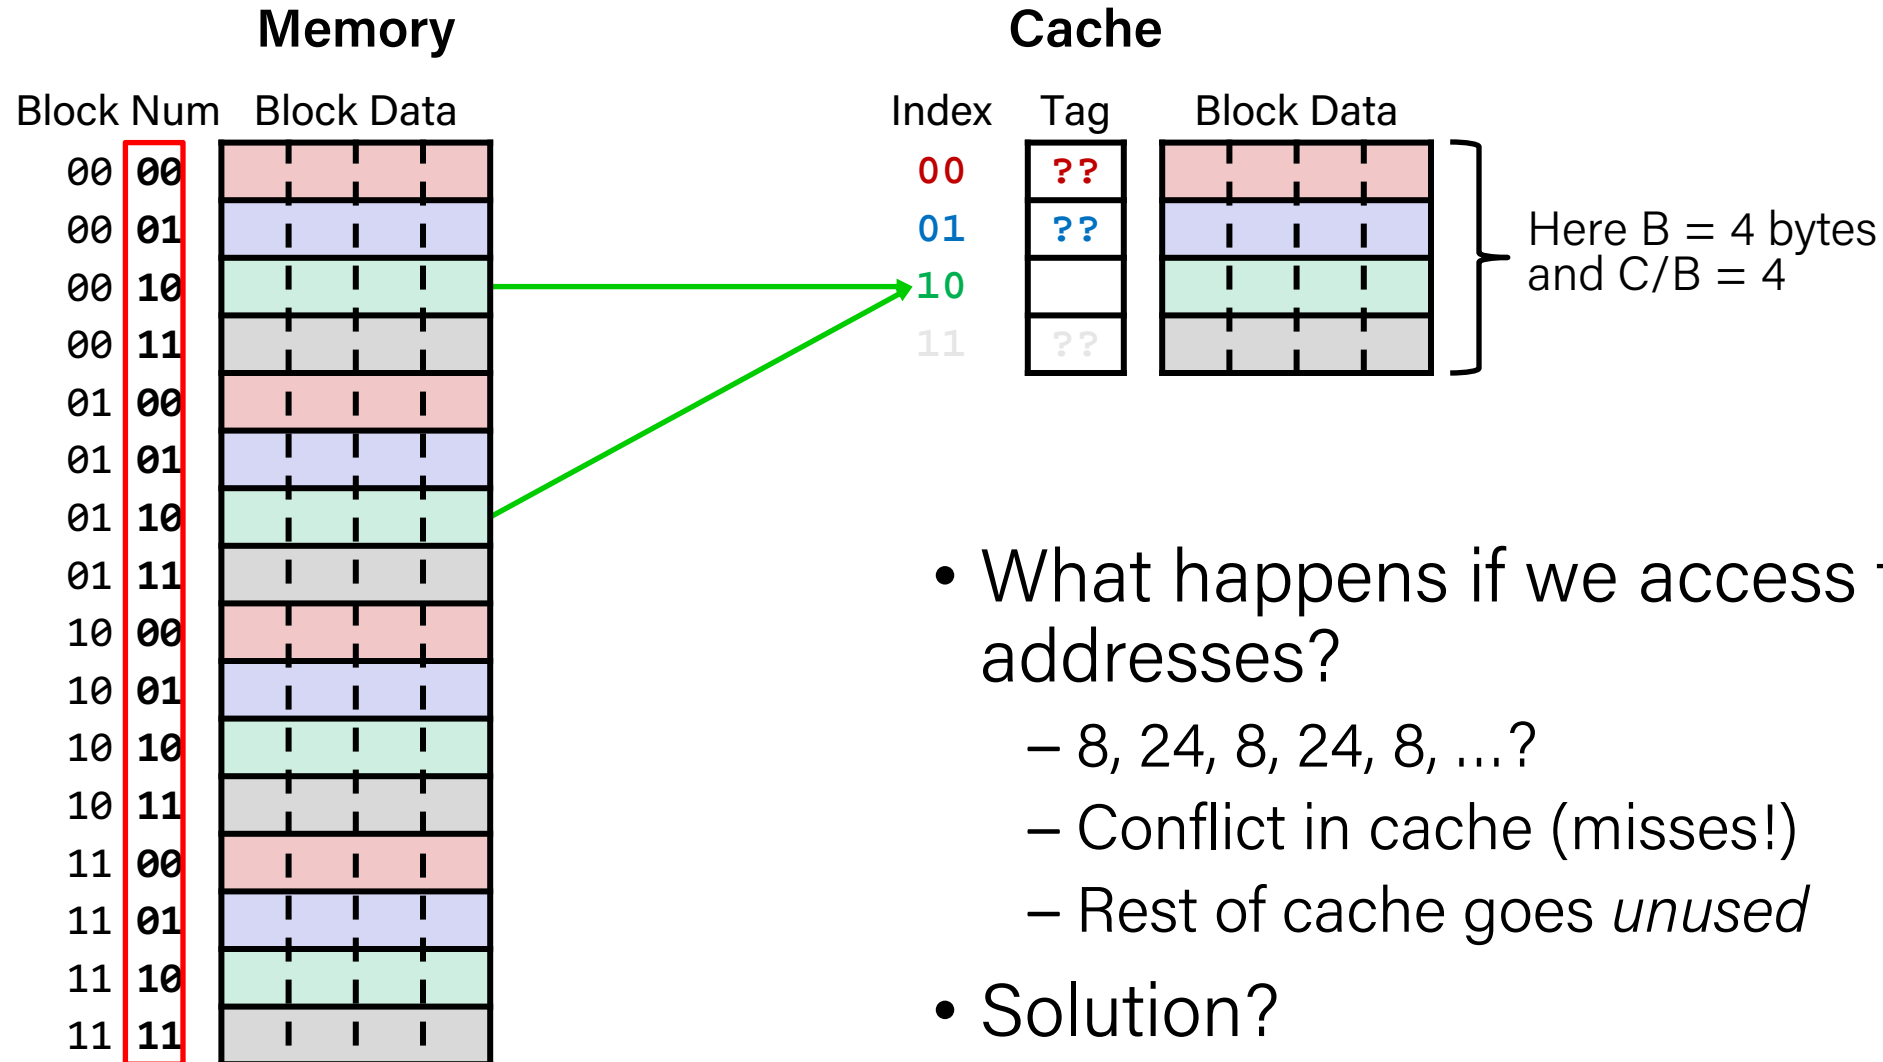 Memory
Cache
Block Num Block Data
Index Tag Block Data
00 00
00 01
00 10
00 11
01 00
01 01
01 10
01 11
10 00
10 01
10 10
10 11
11 00
11 01
11 10
11 11
00 ??
01 ??
10
11 ??
Here B = 4 bytes
and C/B = 4
• What happens if we access
addresses?
– 8, 24, 8, 24, 8, …?
– Conflict in cache (misses!)
– Rest of cache goes unused
• Solution?